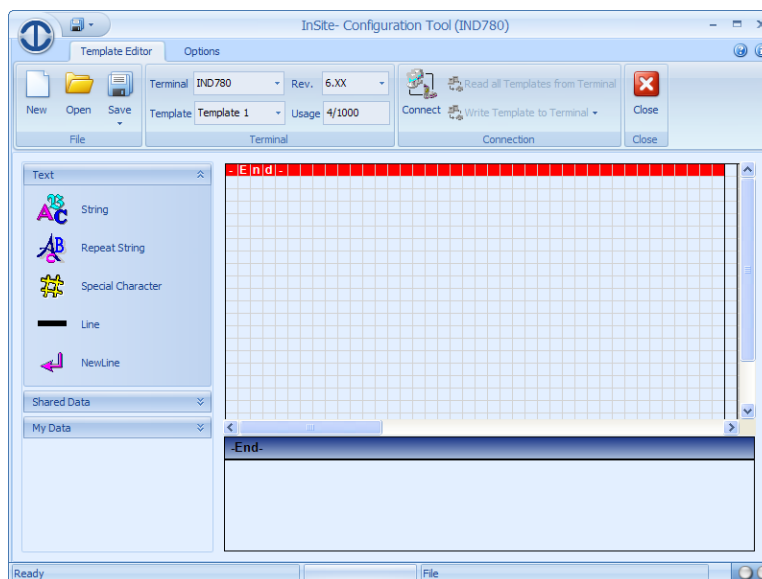 InSite- Configuration Tool (IND780)
Template Editor Options
New Open Save
File
Terminal IND780 Rev. 6.XX
Template Template 1 Usage 4/1000
Terminal
Connect
Read all Templates from Terminal
Write Template to Terminal
Connection
Close
Close
Text
String
Repeat String
Special Character
Line
NewLine
Shared Data
My Data
-End-
-End-
Ready
File